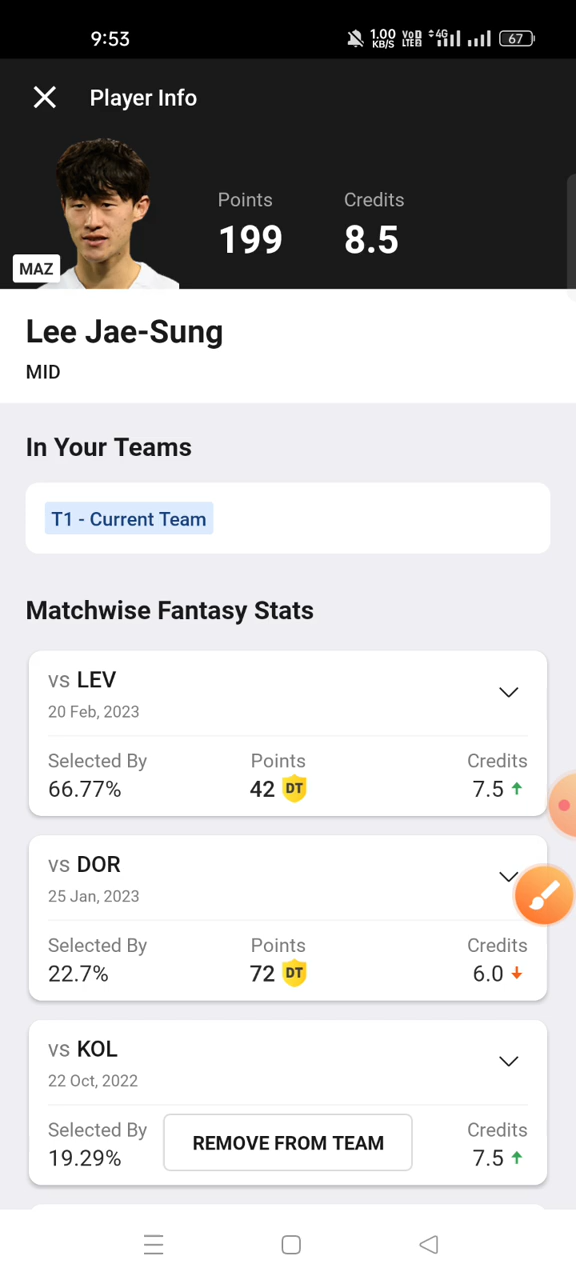 9:53
1.00 KB/S
VoD LTE2
4G
67
Player Info
Points
Credits
199
8.5
MAZ
Lee Jae-Sung
MID
In Your Teams
T1 - Current Team
Matchwise Fantasy Stats
vs LEV
20 Feb, 2023
Selected By
Points
Credits
66.77%
42 DT
7.5
vs DOR
25 Jan, 2023
Selected By
Points
Credits
22.7%
72 DT
6.0
vs KOL
22 Oct, 2022
Selected By
Credits
19.29%
REMOVE FROM TEAM
7.5